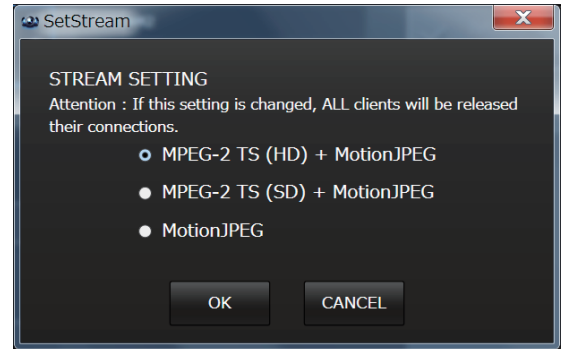 SetStream
STREAM SETTING
Attention : If this setting is changed, ALL clients will be released
their connections.
MPEG-2 TS (HD) + MotionJPEG
MPEG-2 TS (SD) + MotionJPEG
MotionJPEG
OK CANCEL